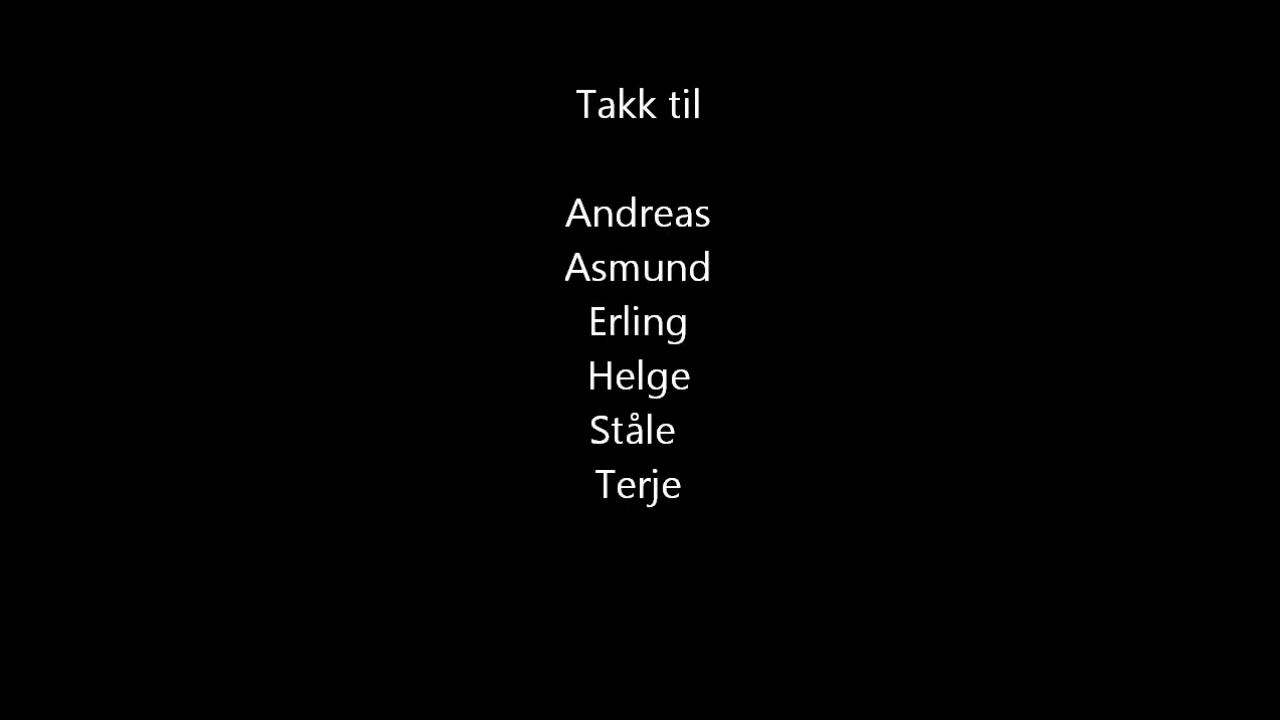 Takk til
Andreas
Asmund
Erling
Helge
Ståle
Terje